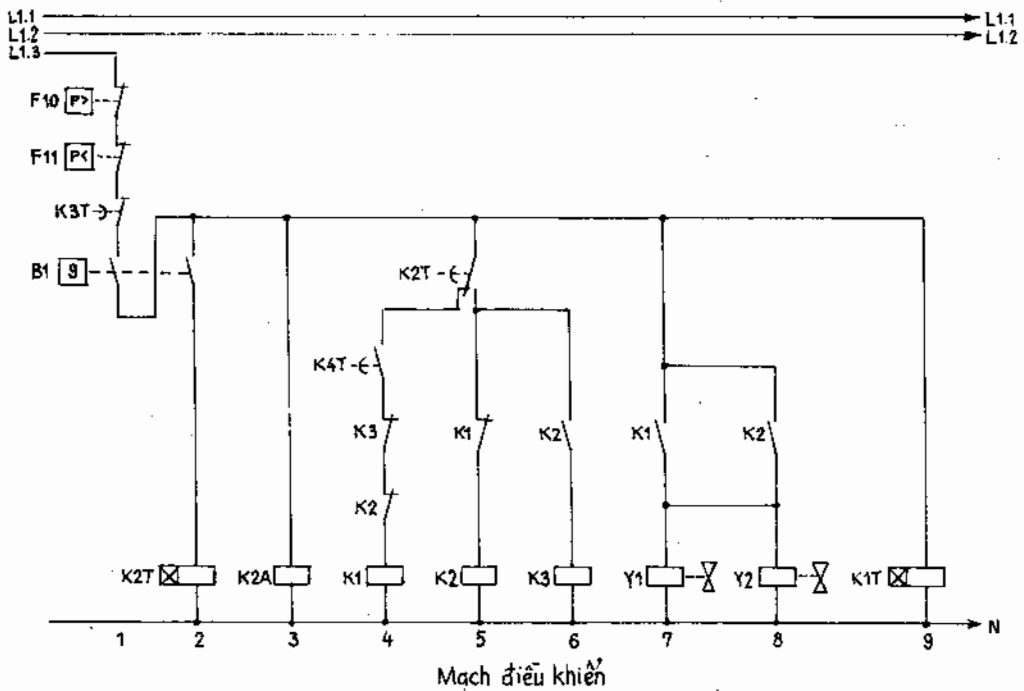 L1.1 L1.1
L1.2 L1.2
L1.3
F10 P>
F11 P<
K3T
B1 ϑ K2T
K4T
K3 K1 K2 K1 K2
K2
K2T K2A K1 K2 K3 Y1 Y2 K1T
N
1 2 3 4 5 6 7 8 9
Mạch điều khiển